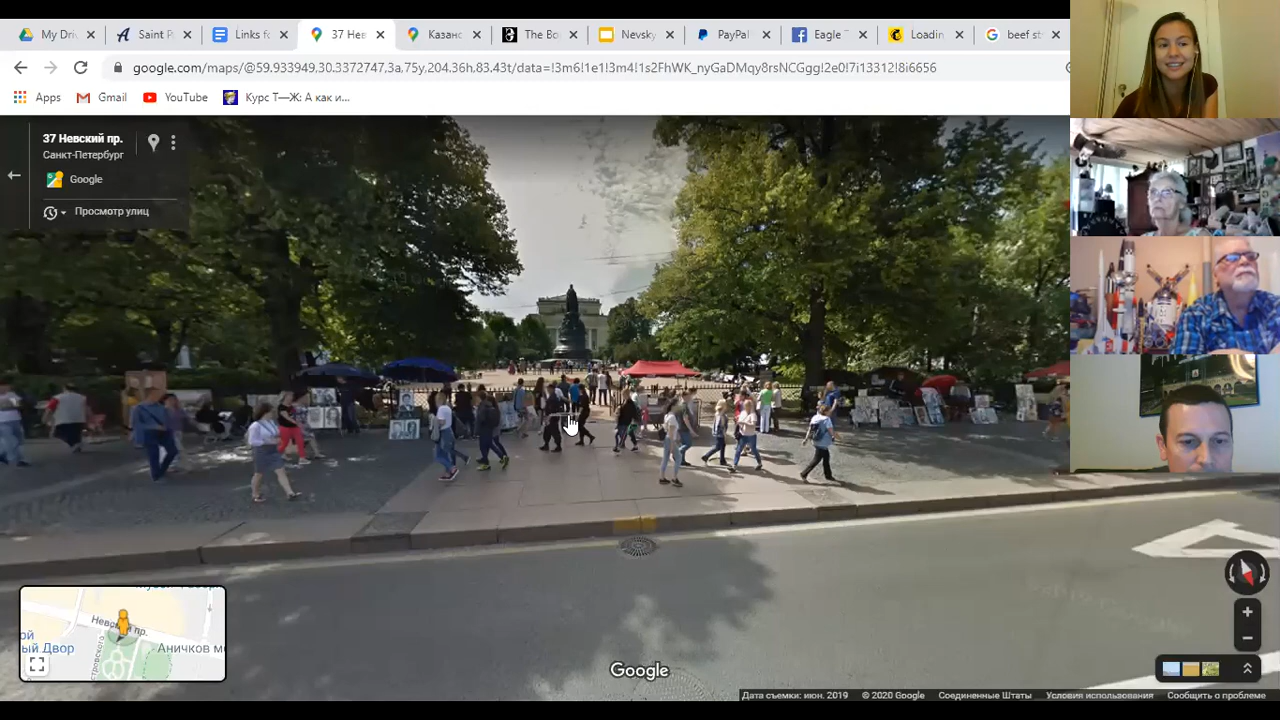 My Dri
Saint P
Links fo
37 Нев
Казанс
The Bo
Nevsky
PayPal
Eagle T
Loadin
beef st
google.com/maps/@59.933949,30.3372747,3a,75y,204.36h,93.43t/data=!3m6!1e1!3m4!1s2FhWK_nyGaDMqy8rsNCGgg!2e0!7i13312!8i6656
Apps
Gmail
YouTube
Курс Т—Ж: А как и...
37 Невский пр.
Санкт-Петербург
Google
Просмотр улиц
Невский пр.
ой
ый Двор
Аничков м
Google
Дата съемки: июн. 2019
© 2020 Google
Соединенные Штаты
Условия использования
Сообщить о проблеме